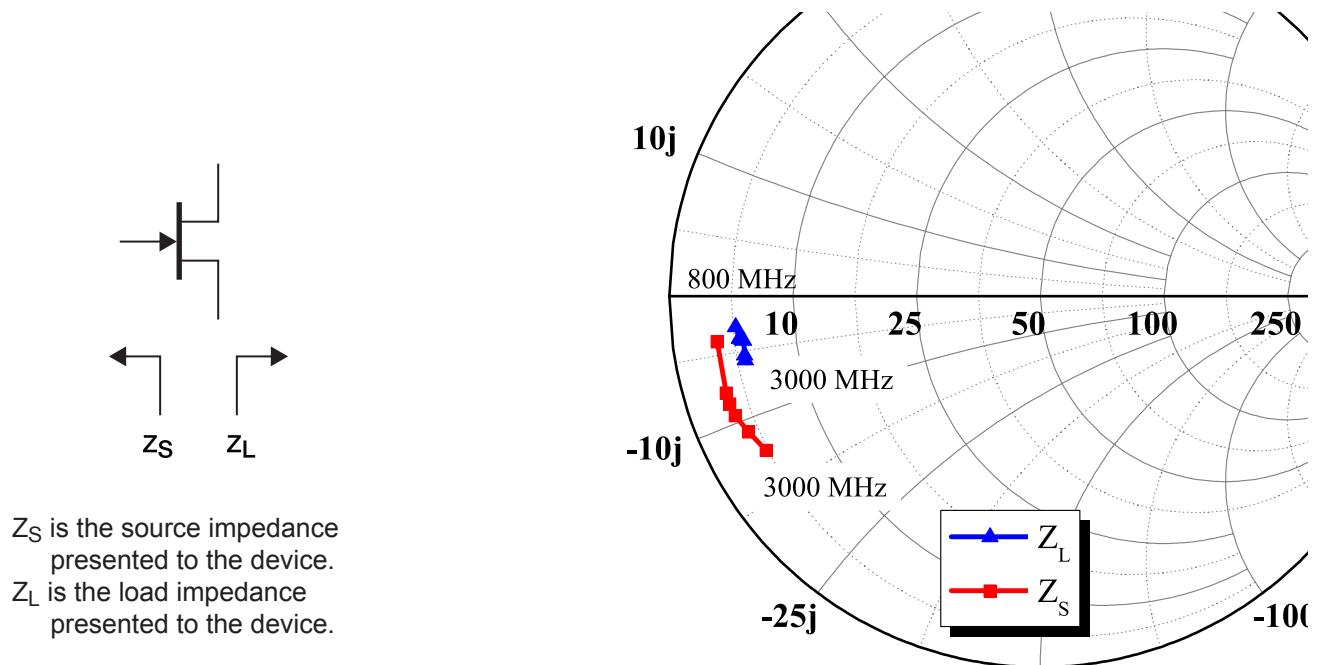 10j
800 MHz
10
25
50
100
250
3000 MHz
-10j
3000 MHz
zS
zL
ZS is the source impedance
presented to the device.
ZL is the load impedance
presented to the device.
ZL
ZS
-25j